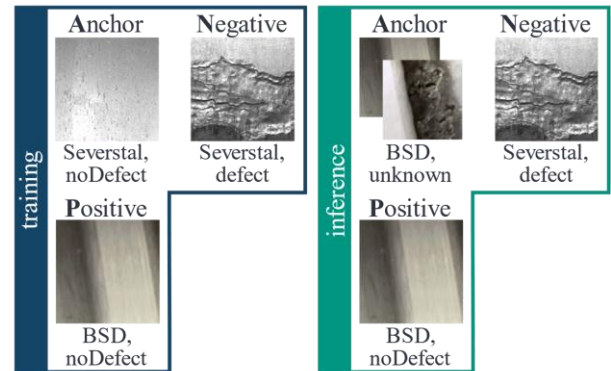 training
Anchor
Severstal,
noDefect
Negative
Severstal,
defect
Positive
BSD,
noDefect
inference
Anchor
BSD,
unknown
Negative
Severstal,
defect
Positive
BSD,
noDefect